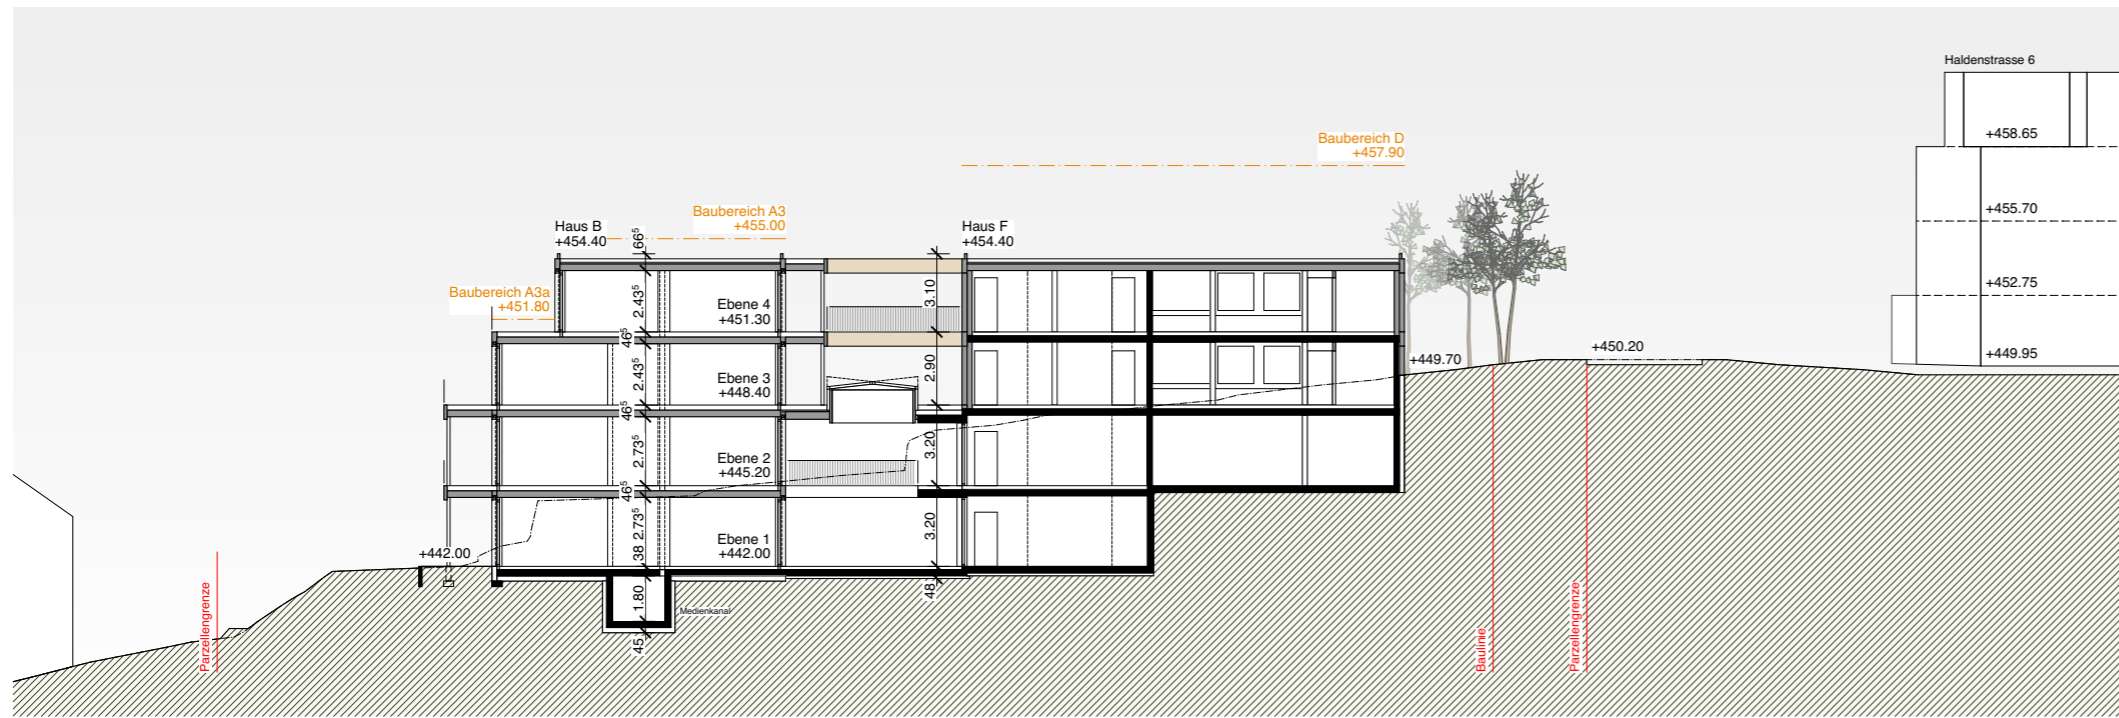 Haldenstrasse 6
+458.65
+455.70
+452.75
+449.95
Baubereich D
+457.90
Baubereich A3
+455.00
Baubereich A3a
+451.80
Haus B
+454.40
Haus F
+454.40
66⁵
2.43⁵
46⁵
2.43⁵
46⁵
2.73⁵
46⁵
2.73⁵
38
1.80
45
3.10
2.90
3.20
3.20
48
Ebene 4
+451.30
Ebene 3
+448.40
Ebene 2
+445.20
Ebene 1
+442.00
+442.00
+449.70
+450.20
Medienkanal
Parzellengrenze
Baulinie
Parzellengrenze